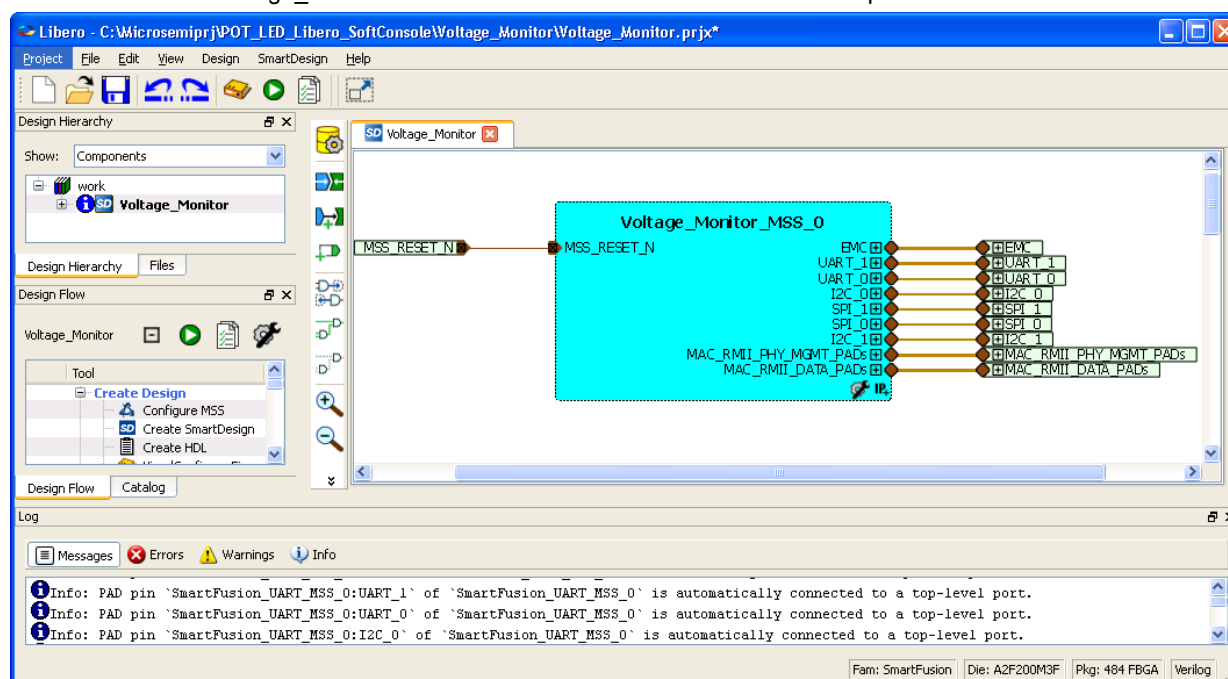 Libero - C:\Microsemiprj\POT_LED_Libero_SoftConsole\Voltage_Monitor\Voltage_Monitor.prjx*
Project File Edit View Design SmartDesign Help
Design Hierarchy
Show: Components
work
SD Voltage_Monitor
Design Hierarchy Files
Design Flow
Voltage_Monitor
Tool
Create Design
Configure MSS
SD Create SmartDesign
Create HDL
Design Flow Catalog
SD Voltage_Monitor
Voltage_Monitor_MSS_0
MSS_RESET_N MSS_RESET_N
EMC EMC
UART_1 UART_1
UART_0 UART_0
I2C_0 I2C_0
SPI_1 SPI_1
SPI_0 SPI_0
I2C_1 I2C_1
MAC_RMII_PHY_MGMT_PADs MAC_RMII_PHY_MGMT_PADs
MAC_RMII_DATA_PADs MAC_RMII_DATA_PADs
Log
Messages Errors Warnings Info
Info: PAD pin `SmartFusion_UART_MSS_0:UART_1` of `SmartFusion_UART_MSS_0` is automatically connected to a top-level port.
Info: PAD pin `SmartFusion_UART_MSS_0:UART_0` of `SmartFusion_UART_MSS_0` is automatically connected to a top-level port.
Info: PAD pin `SmartFusion_UART_MSS_0:I2C_0` of `SmartFusion_UART_MSS_0` is automatically connected to a top-level port.
Fam: SmartFusion Die: A2F200M3F Pkg: 484 FBGA Verilog